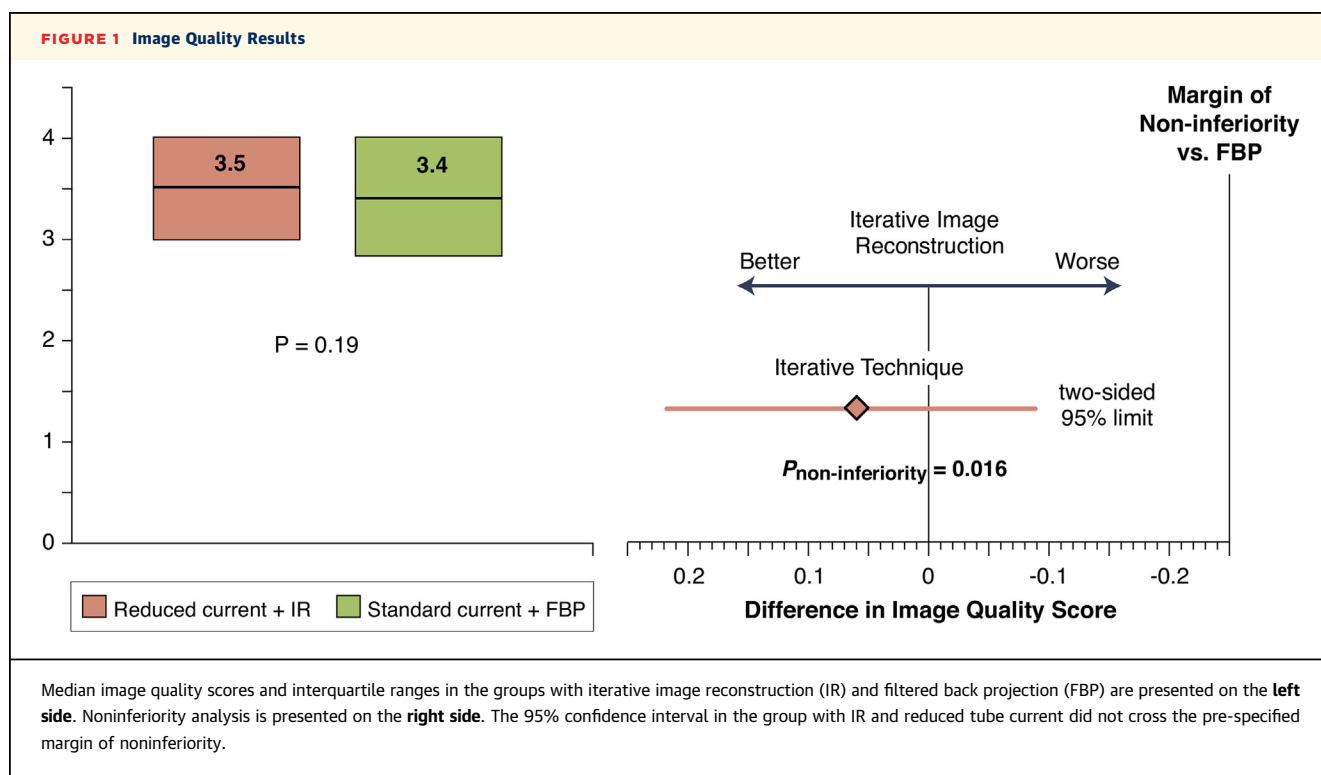 FIGURE 1 Image Quality Results
4
3
2
1
0
3.5
3.4
P = 0.19
Reduced current + IR
Standard current + FBP
Margin of
Non-inferiority
vs. FBP
Iterative Image
Reconstruction
Better
Worse
Iterative Technique
two-sided
95% limit
Pnon-inferiority = 0.016
0.2 0.1 0 -0.1 -0.2
Difference in Image Quality Score
Median image quality scores and interquartile ranges in the groups with iterative image reconstruction (IR) and filtered back projection (FBP) are presented on the left
side. Noninferiority analysis is presented on the right side. The 95% confidence interval in the group with IR and reduced tube current did not cross the pre-specified
margin of noninferiority.